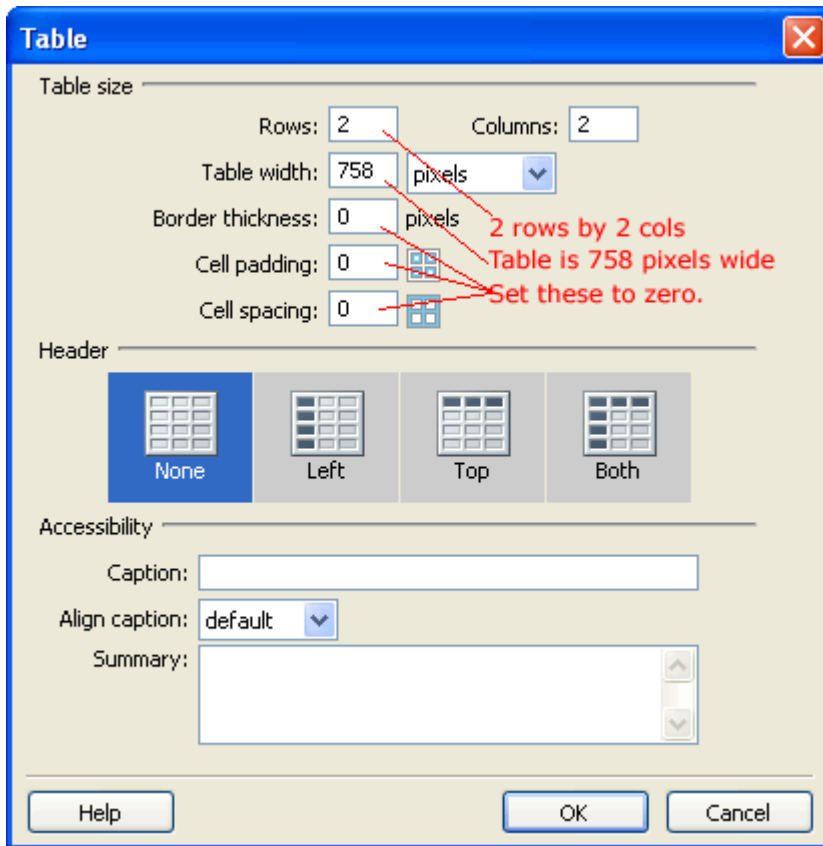 Table
Table size
Rows: 2 Columns: 2
Table width: 758 pixels
Border thickness: 0 pixels
2 rows by 2 cols
Cell padding: 0
Table is 758 pixels wide
Set these to zero.
Cell spacing: 0
Header
None Left Top Both
Accessibility
Caption:
Align caption: default
Summary:
Help OK Cancel